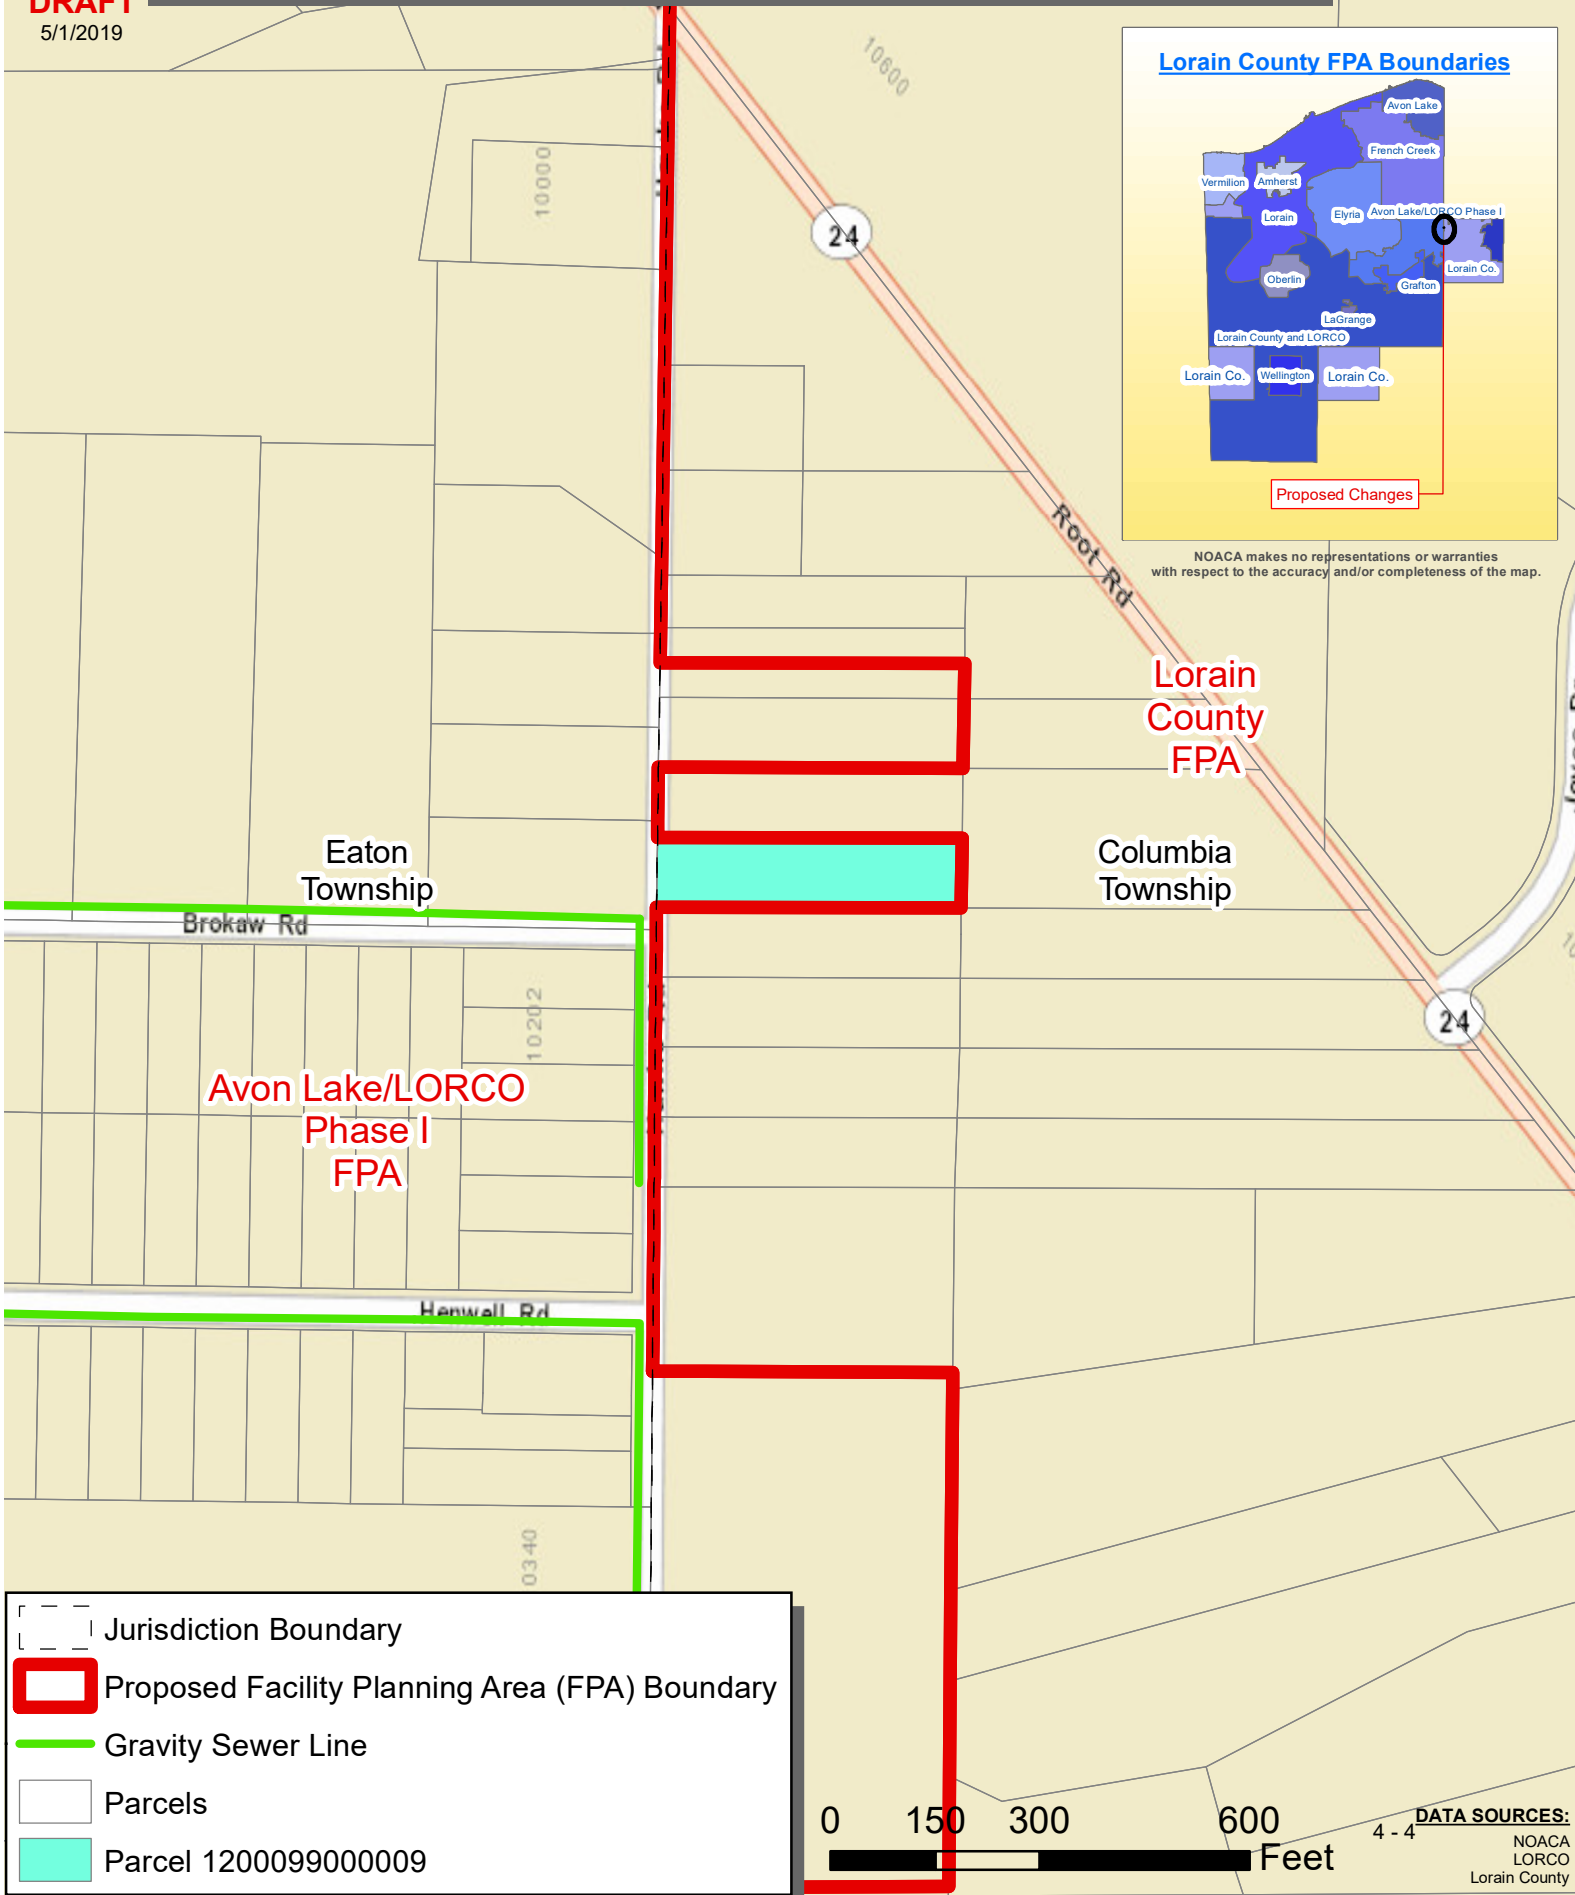 DRAFT
5/1/2019
Lorain County FPA Boundaries
Avon Lake
French Creek
Vermilion
Amherst
Lorain
Elyria
Avon Lake/LORCO Phase I
Lorain Co.
Oberlin
Grafton
LaGrange
Lorain County and LORCO
Lorain Co.
Wellington
Lorain Co.
Proposed Changes
NOACA makes no representations or warranties
with respect to the accuracy and/or completeness of the map.
10600
10000
24
Root Rd
Lorain
County
FPA
Eaton
Township
Columbia
Township
Brokaw Rd
10202
24
Avon Lake/LORCO
Phase I
FPA
Henwell Rd
0340
Jurisdiction Boundary
Proposed Facility Planning Area (FPA) Boundary
Gravity Sewer Line
Parcels
Parcel 1200099000009
0 150 300 600
Feet
4 - 4
DATA SOURCES:
NOACA
LORCO
Lorain County